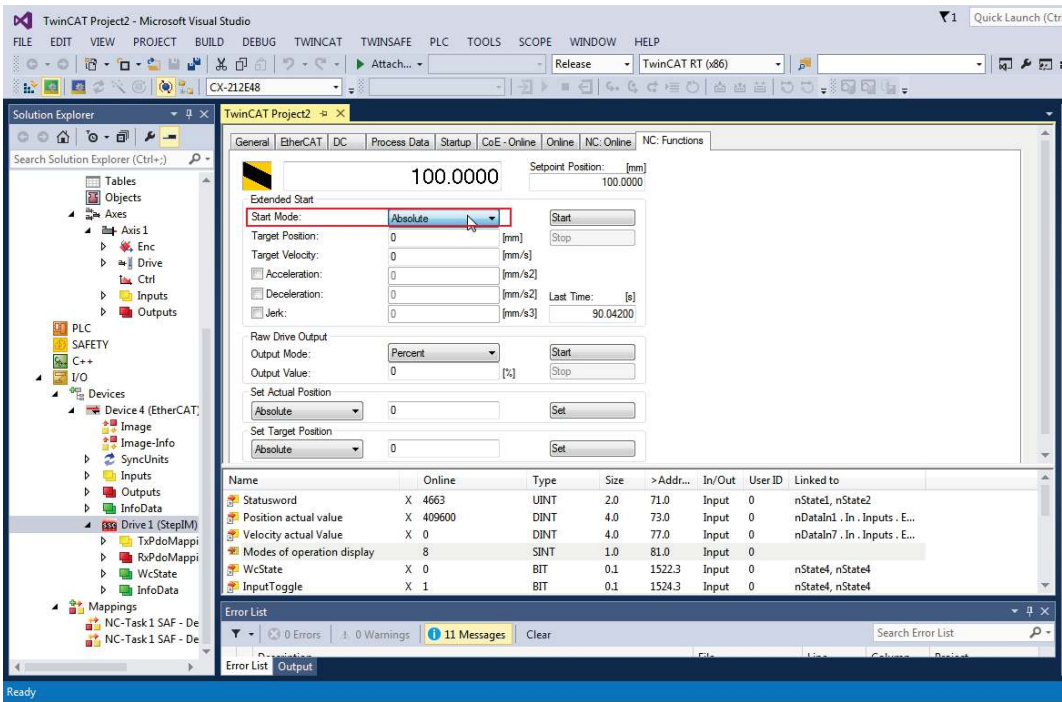 TwinCAT Project2 - Microsoft Visual Studio
1 Quick Launch (Ctr
FILE EDIT VIEW PROJECT BUILD DEBUG TWINCAT TWINSAFE PLC TOOLS SCOPE WINDOW HELP
Attach... Release TwinCAT RT (x86)
CX-212E48
Solution Explorer
Search Solution Explorer (Ctrl+;)
Tables
Objects
Axes
Axis 1
Enc
Drive
Ctrl
Inputs
Outputs
PLC
SAFETY
C++
I/O
Devices
Device 4 (EtherCAT)
Image
Image-Info
SyncUnits
Inputs
Outputs
InfoData
Drive 1 (StepIM)
TxPdoMappi
RxPdoMappi
WcState
InfoData
Mappings
NC-Task 1 SAF - De
NC-Task 1 SAF - De
TwinCAT Project2
General EtherCAT DC Process Data Startup CoE - Online Online NC: Online NC: Functions
100.0000 Setpoint Position: [mm]
100.0000
Extended Start
Start Mode: Absolute Start
Target Position: 0 [mm] Stop
Target Velocity: 0 [mm/s]
Acceleration: 0 [mm/s2]
Deceleration: 0 [mm/s2] Last Time: [s]
Jerk: 0 [mm/s3] 90.04200
Raw Drive Output
Output Mode: Percent Start
Output Value: 0 [%] Stop
Set Actual Position
Absolute 0 Set
Set Target Position
Absolute 0 Set
Name Online Type Size >Addr... In/Out User ID Linked to
Statusword X 4663 UINT 2.0 71.0 Input 0 nState1, nState2
Position actual value X 409600 DINT 4.0 73.0 Input 0 nDataIn1 . In . Inputs . E...
Velocity actual Value X 0 DINT 4.0 77.0 Input 0 nDataIn7 . In . Inputs . E...
Modes of operation display 8 SINT 1.0 81.0 Input 0
WcState X 0 BIT 0.1 1522.3 Input 0 nState4, nState4
InputToggle X 1 BIT 0.1 1524.3 Input 0 nState4, nState4
Error List
0 Errors 0 Warnings 11 Messages Clear Search Error List
Description File Line Column Project
Error List Output
Ready